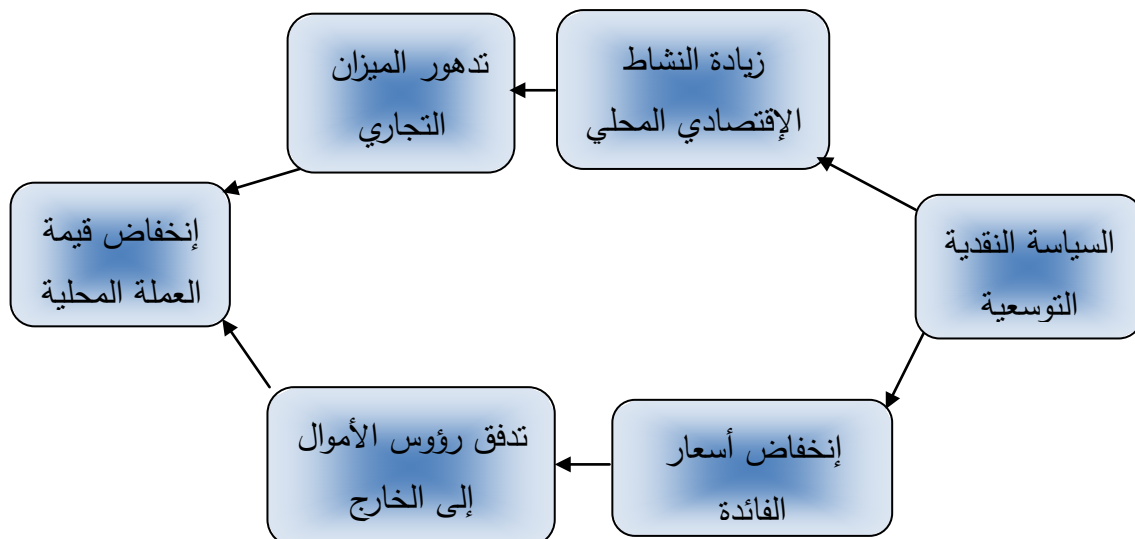 السياسة النقدية
التوسعية
زيادة النشاط
الإقتصادي المحلي
تدهور الميزان
التجاري
إنخفاض أسعار
الفائدة
تدفق رؤوس الأموال
إلى الخارج
إنخفاض قيمة
العملة المحلية